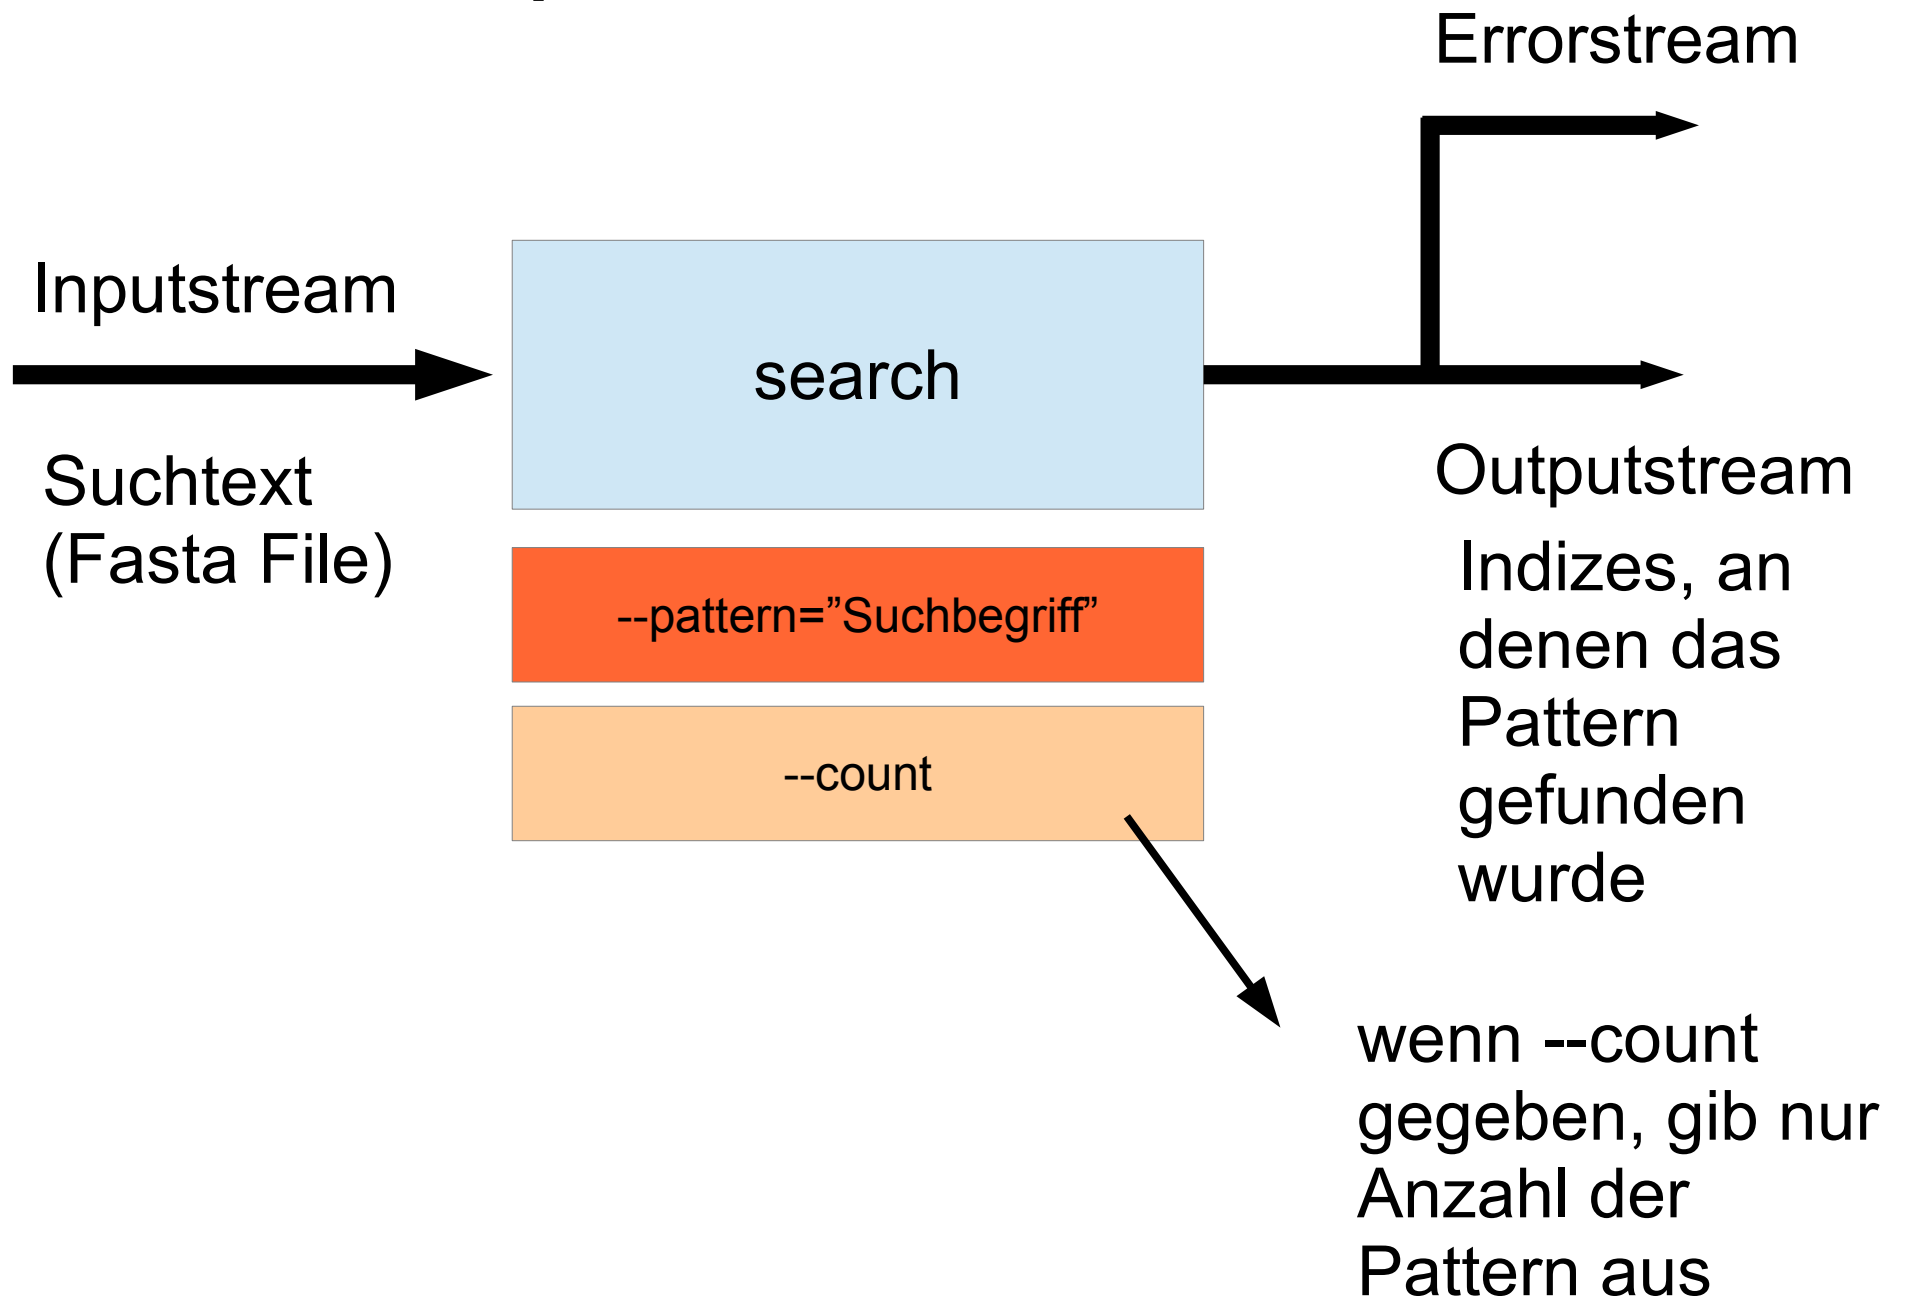 Errorstream
Inputstream
search
Suchtext
(Fasta File)
Outputstream
Indizes, an
denen das
Pattern
gefunden
wurde
--pattern=”Suchbegriff”
--count
wenn --count
gegeben, gib nur
Anzahl der
Pattern aus